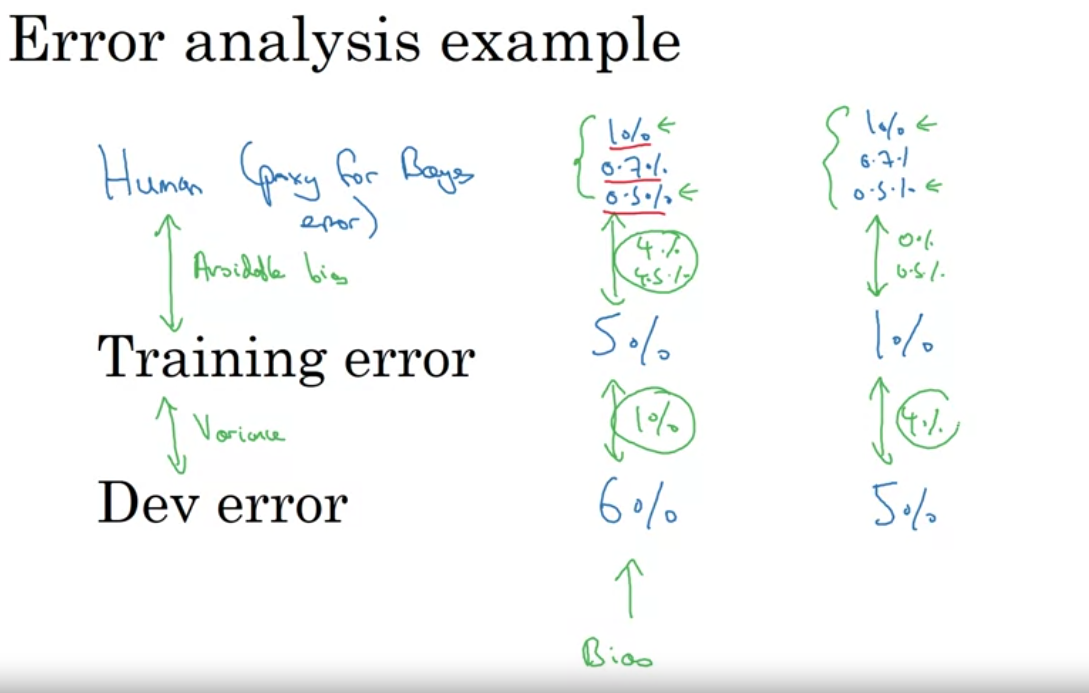 Error analysis example
Human (proxy for Bayes
error)
1%
0.7%
0.5%
1%
0.7%
0.5%
Avoidable bias
4%
4.5%
0%
0.5%
Training error
5%
1%
Variance
1%
4%
Dev error
6%
5%
Bias